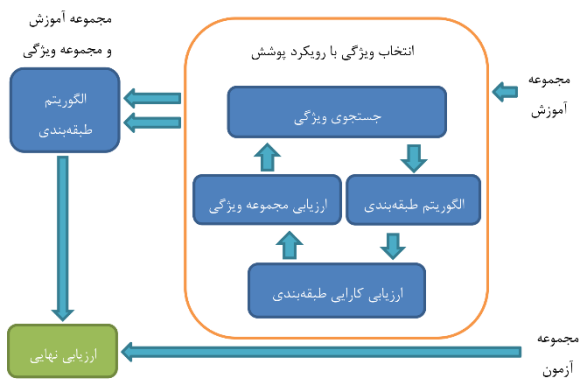 مجموعه آموزش
و مجموعه ویژگی
انتخاب ویژگی با رویکرد پوشش
مجموعه
آموزش
الگوریتم
طبقه‌بندی
جستجوی ویژگی
ارزیابی مجموعه ویژگی
الگوریتم طبقه‌بندی
ارزیابی کارایی طبقه‌بندی
ارزیابی نهایی
مجموعه
آزمون